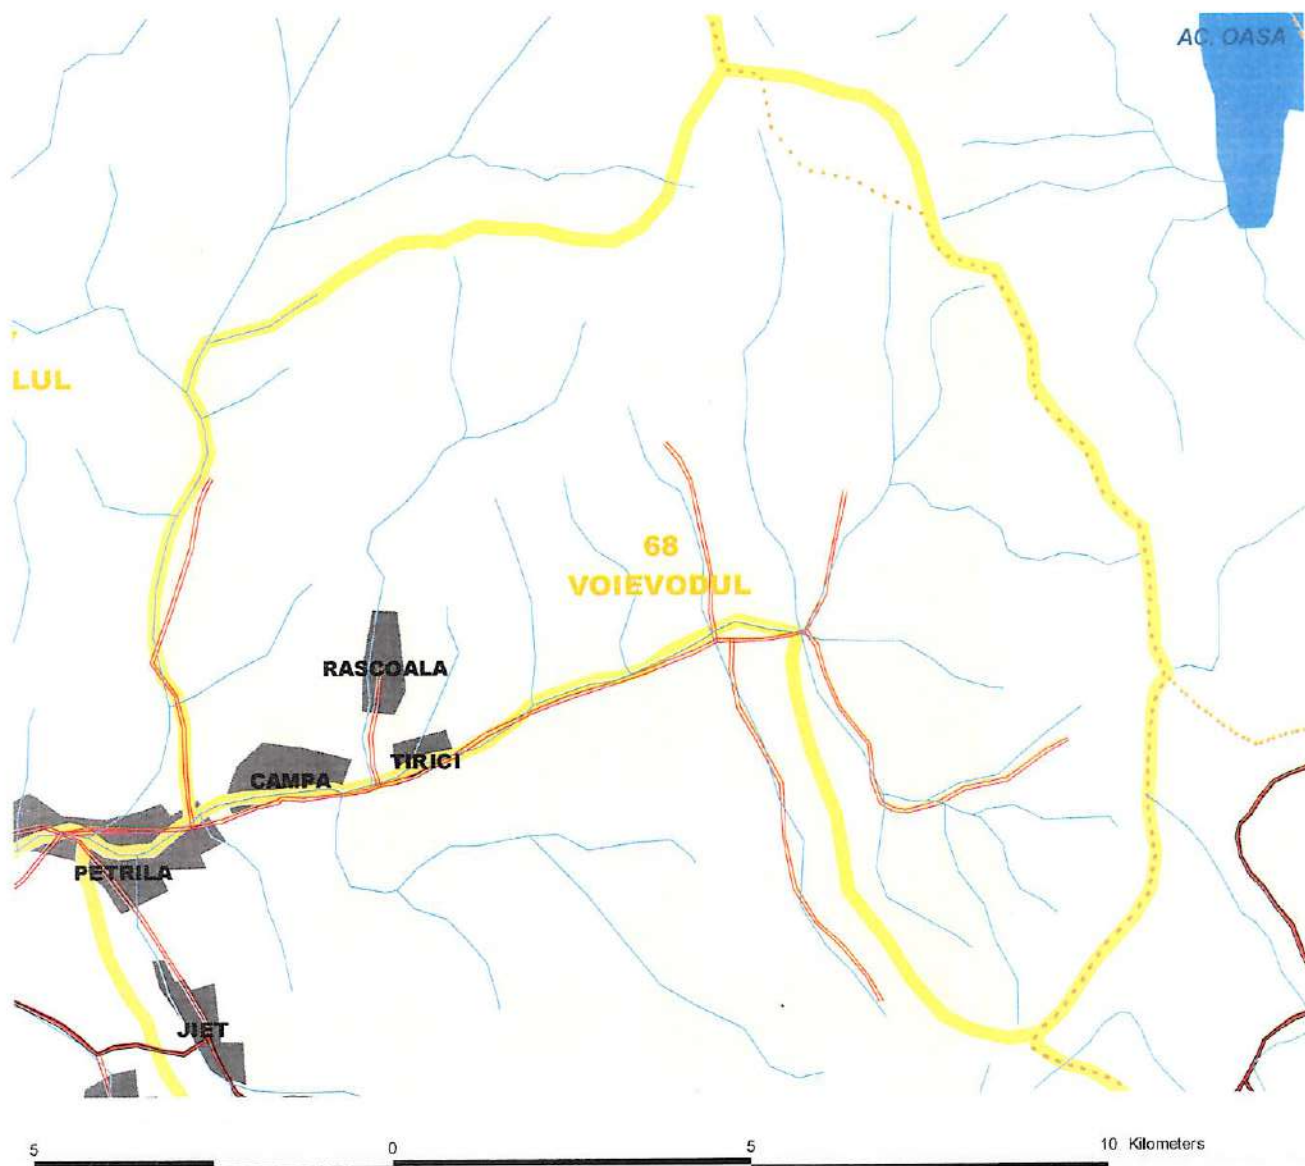 AC. OASA
LUL
68
VOIEVODUL
RASCOALA
TIRICI
CAMPA
PETRILA
JIET
5 0 5 10 Kilometers